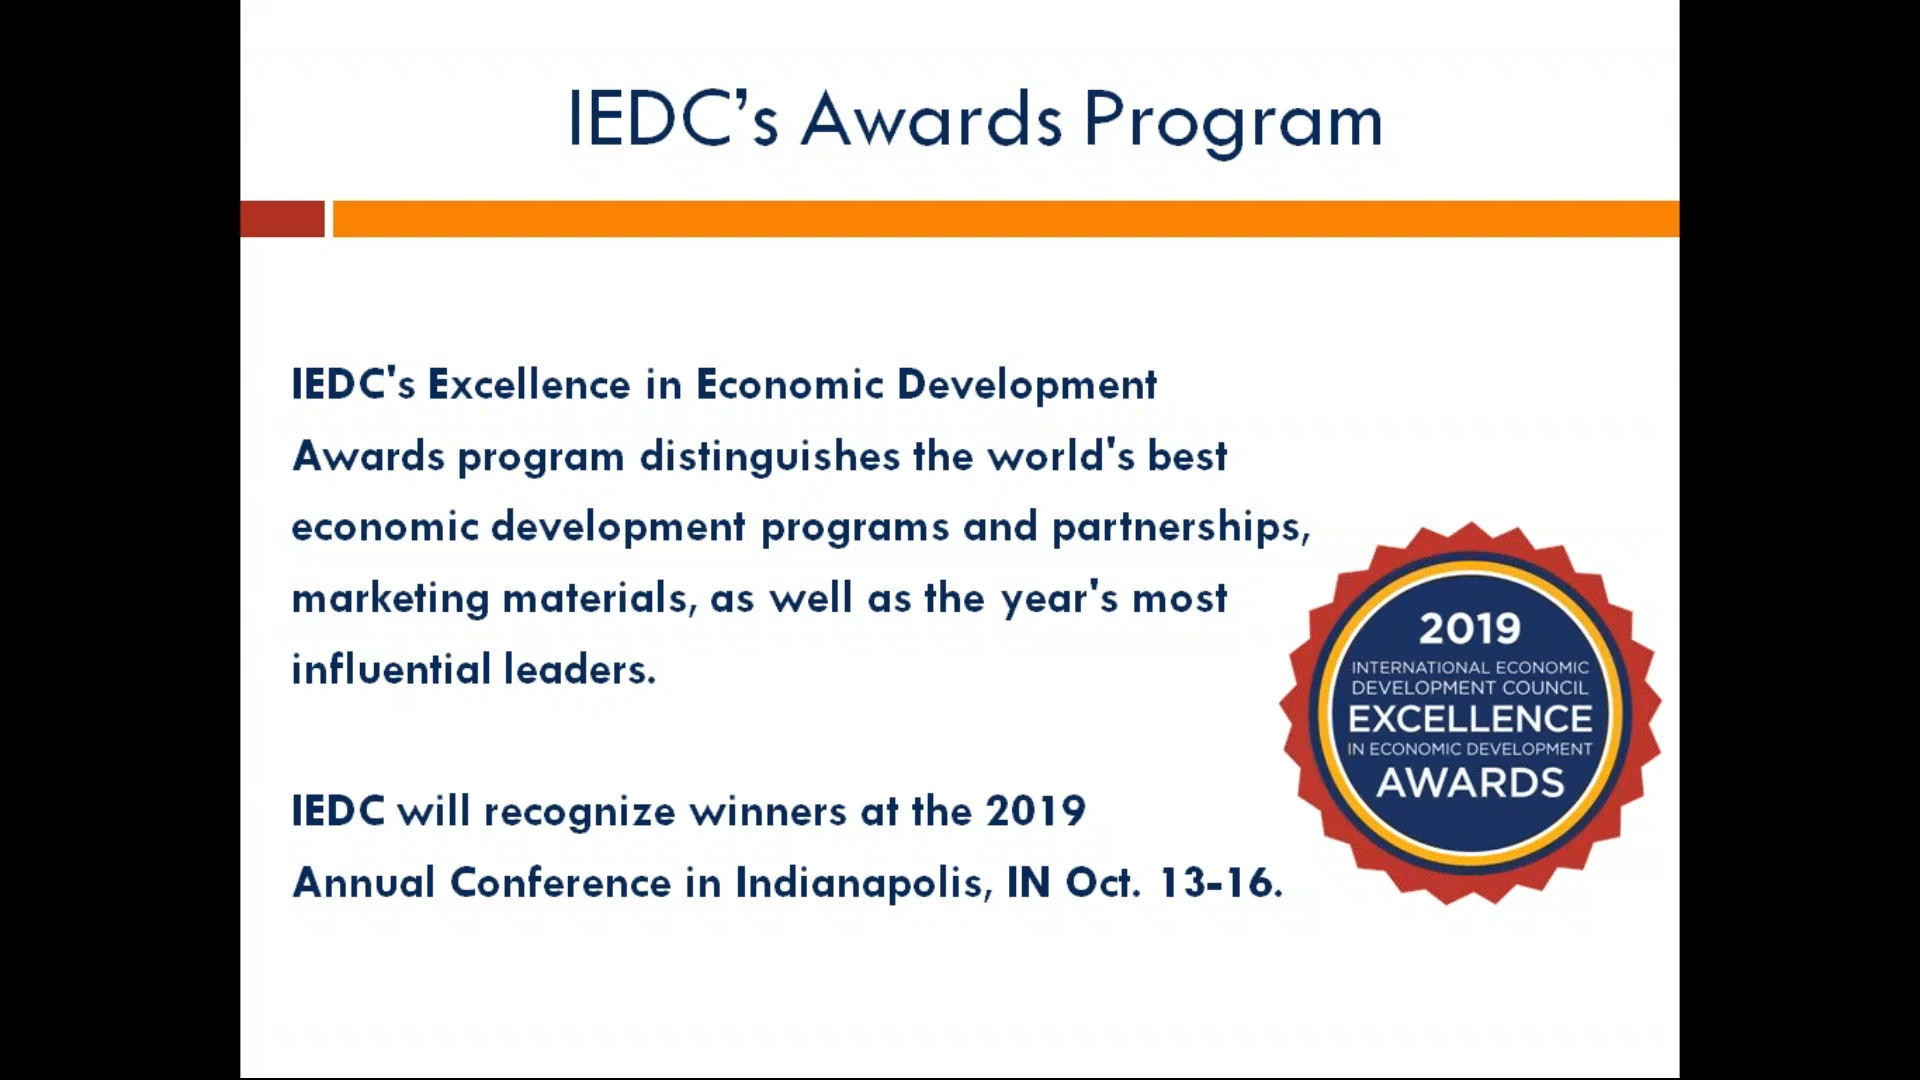 IEDC’s Awards Program
IEDC's Excellence in Economic Development
Awards program distinguishes the world's best
economic development programs and partnerships,
marketing materials, as well as the year's most
influential leaders.
IEDC will recognize winners at the 2019
Annual Conference in Indianapolis, IN Oct. 13-16.
2019
INTERNATIONAL ECONOMIC
DEVELOPMENT COUNCIL
EXCELLENCE
IN ECONOMIC DEVELOPMENT
AWARDS